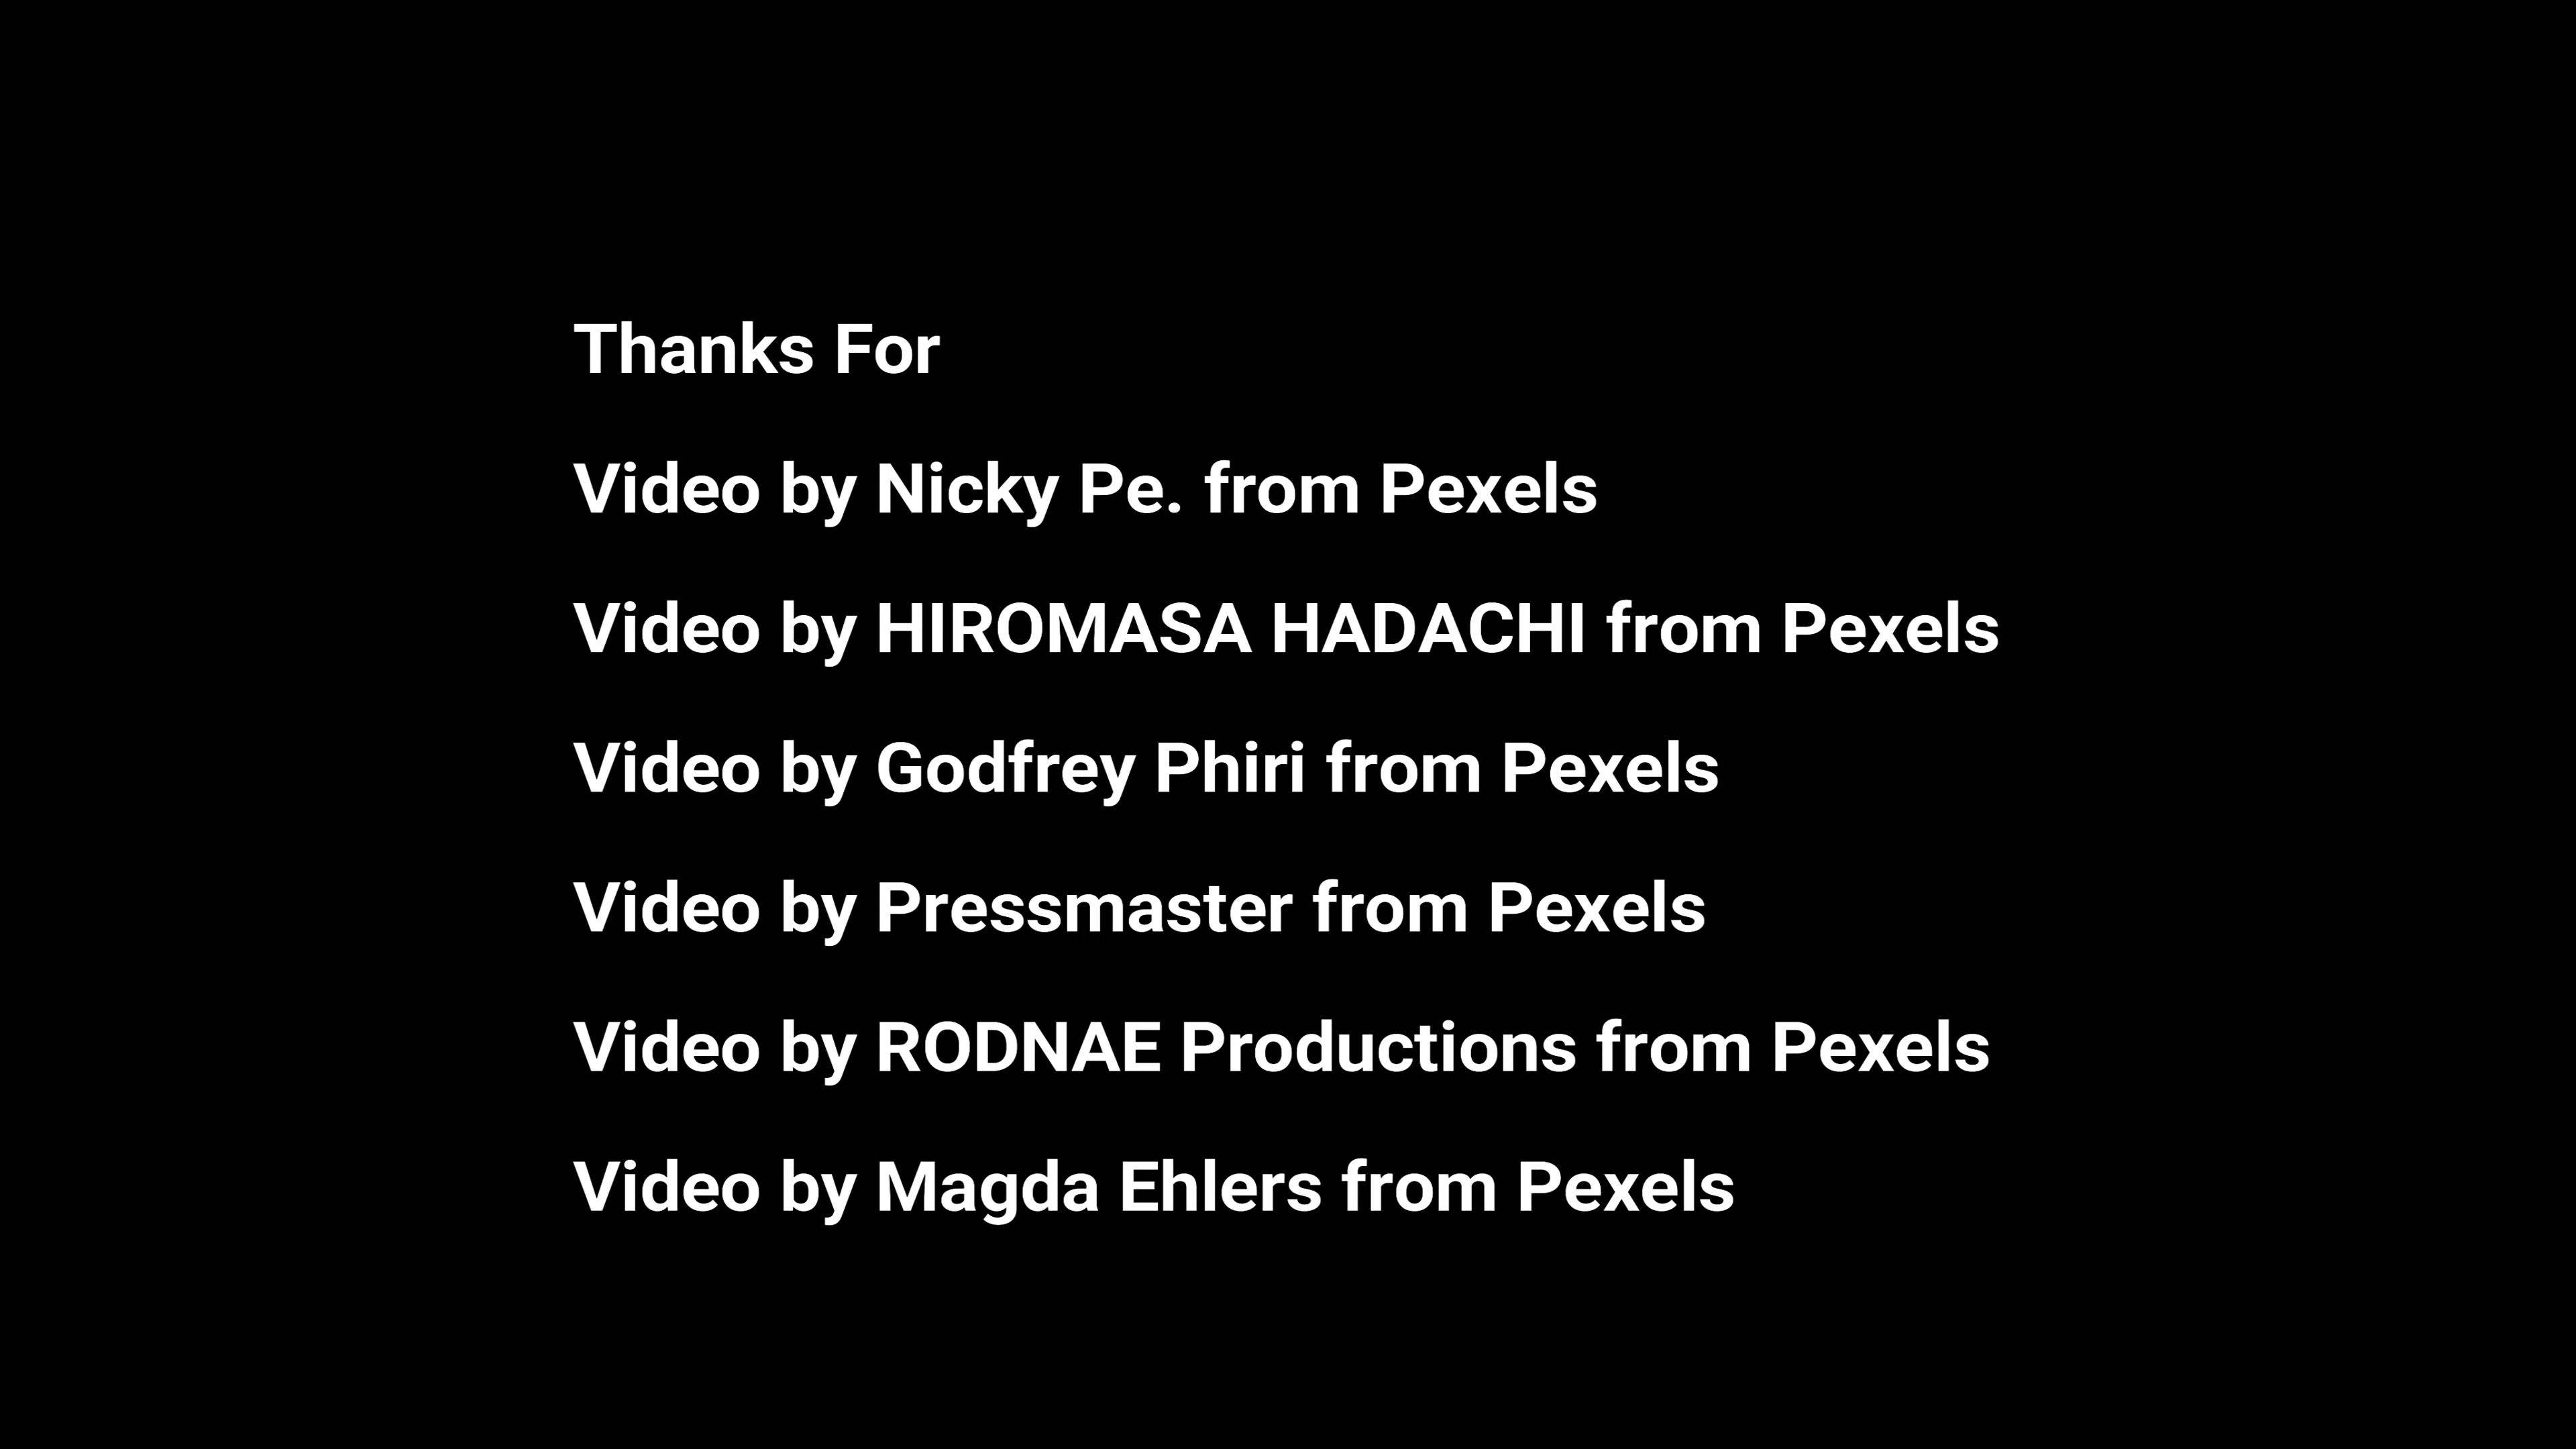 Thanks For
Video by Nicky Pe. from Pexels
Video by HIROMASA HADACHI from Pexels
Video by Godfrey Phiri from Pexels
Video by Pressmaster from Pexels
Video by RODNAE Productions from Pexels
Video by Magda Ehlers from Pexels